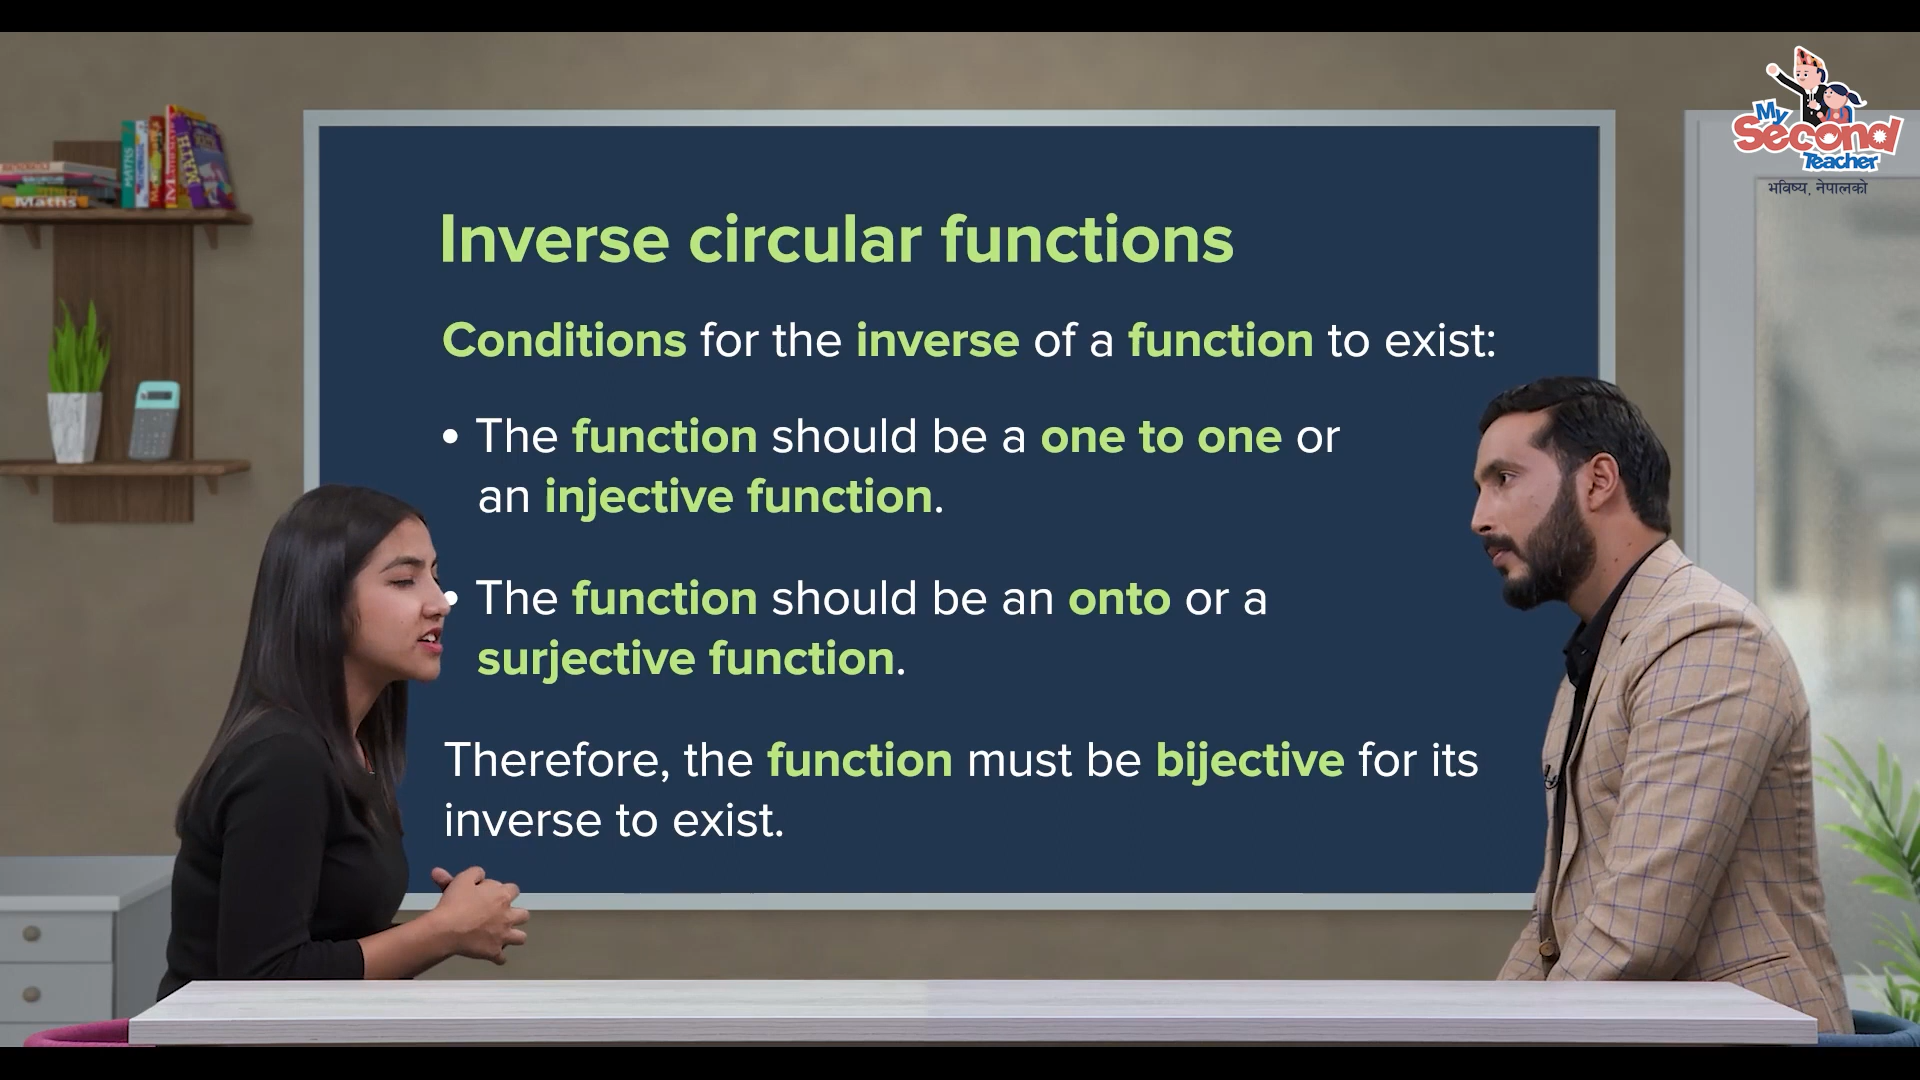 My
Second
Teacher
भविष्य, नेपालको
MATHS
MATH
Maths
Inverse circular functions
Conditions for the inverse of a function to exist:
• The function should be a one to one or
an injective function.
• The function should be an onto or a
surjective function.
Therefore, the function must be bijective for its
inverse to exist.